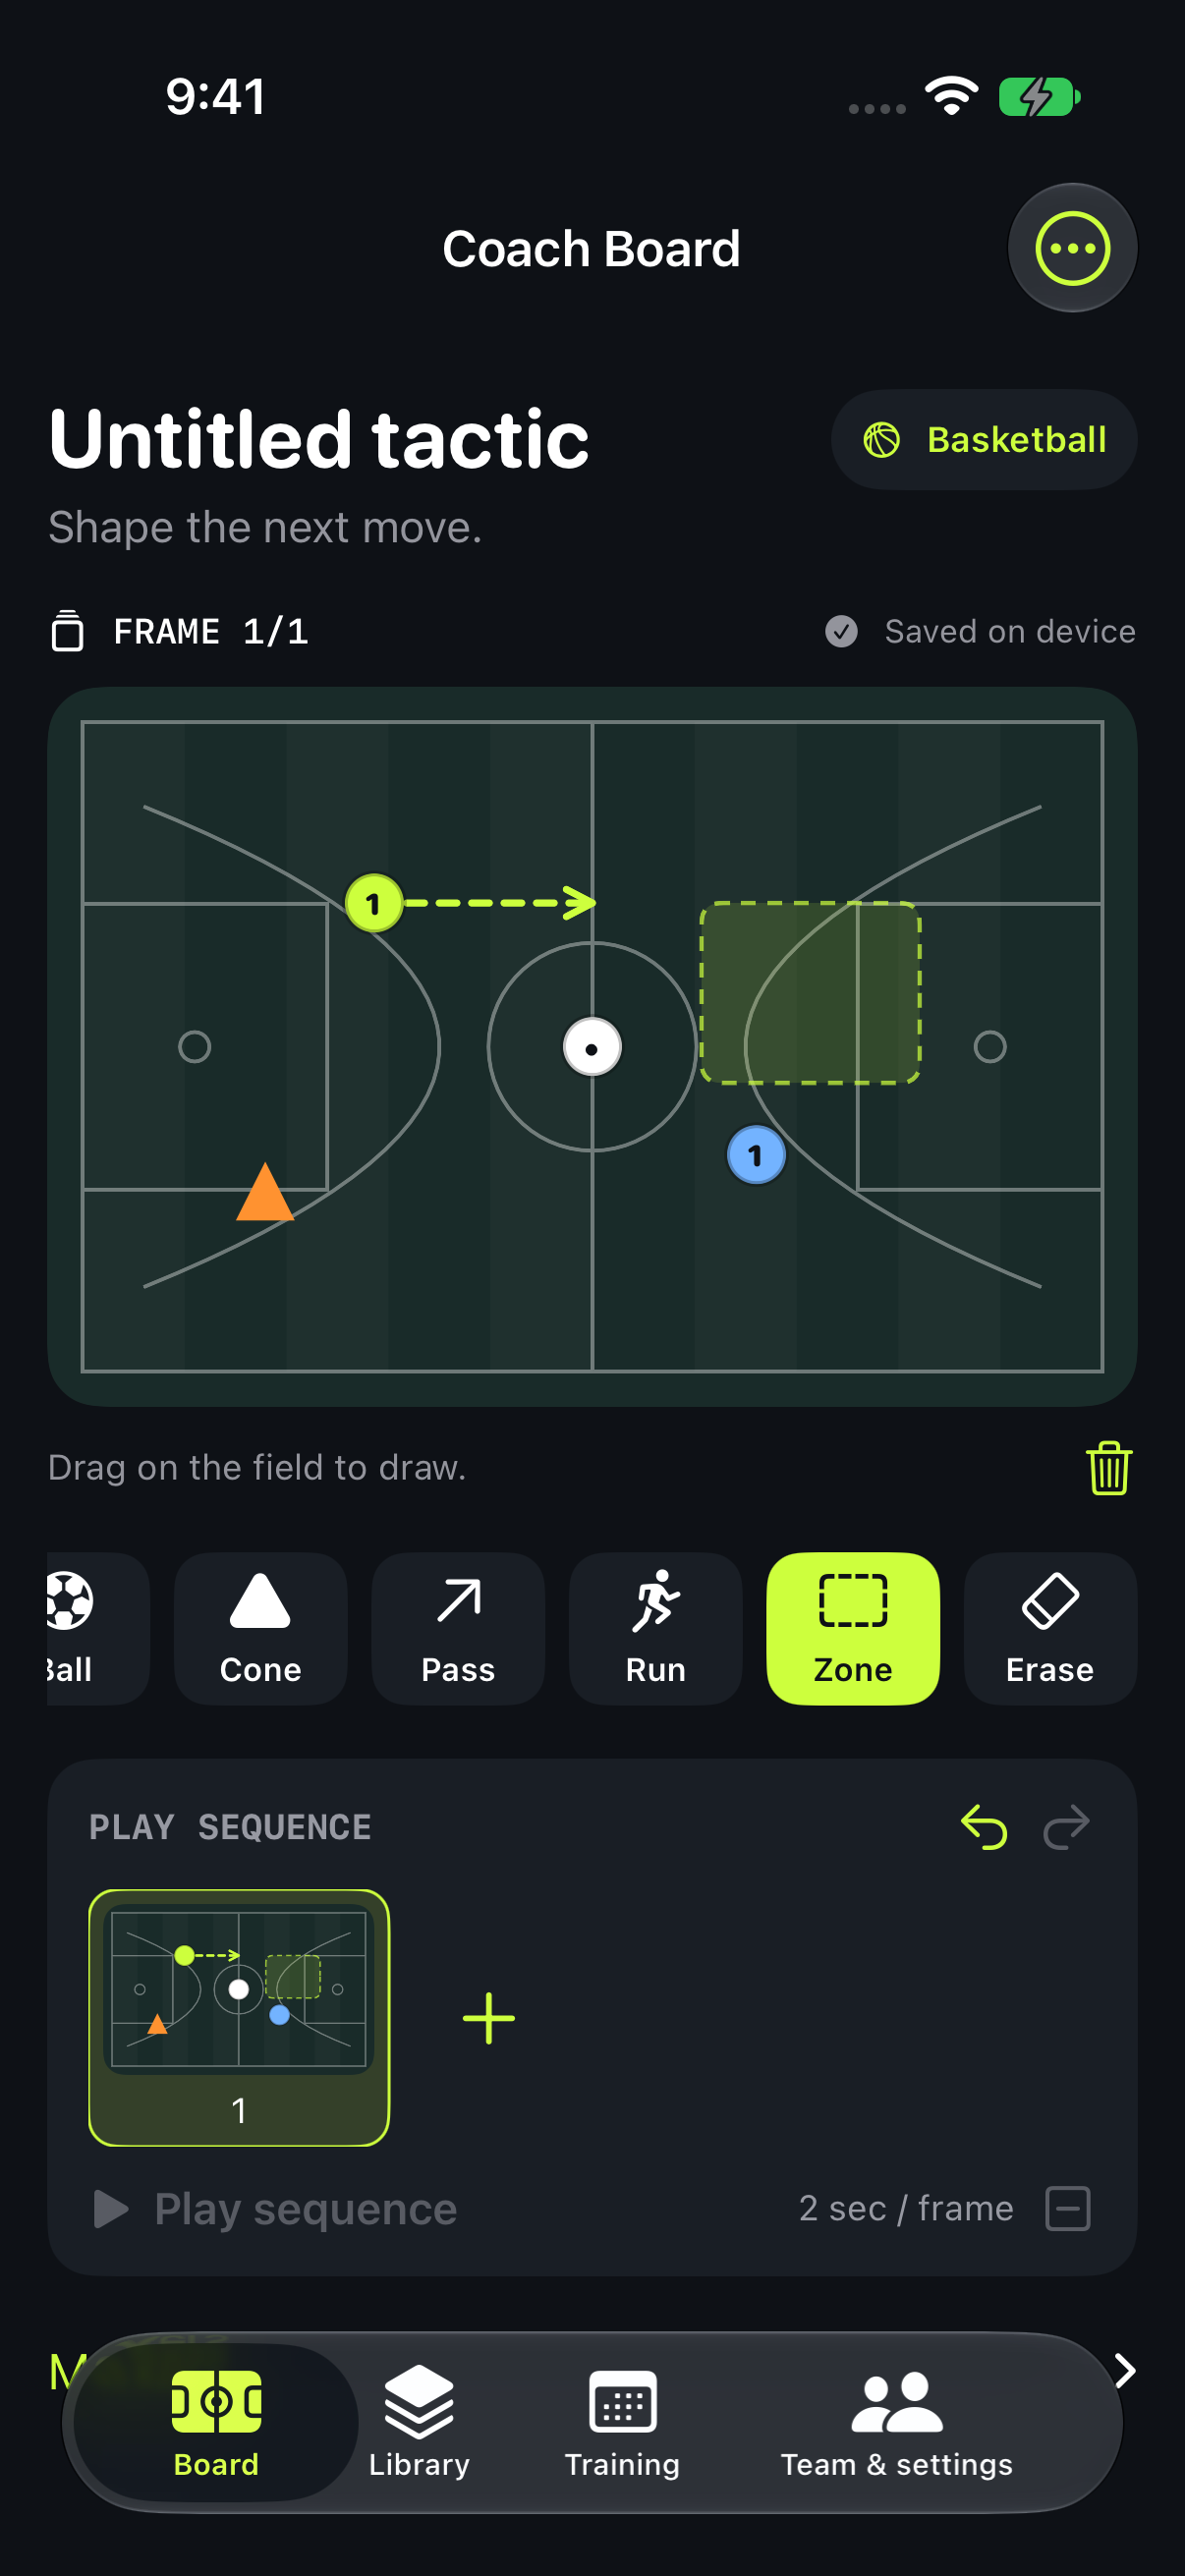 9:41
Coach Board
Untitled tactic
Basketball
Shape the next move.
FRAME 1/1
Saved on device
1
1
Drag on the field to draw.
Ball
Cone
Pass
Run
Zone
Erase
PLAY SEQUENCE
1
Play sequence
2 sec / frame
Board
Library
Training
Team & settings